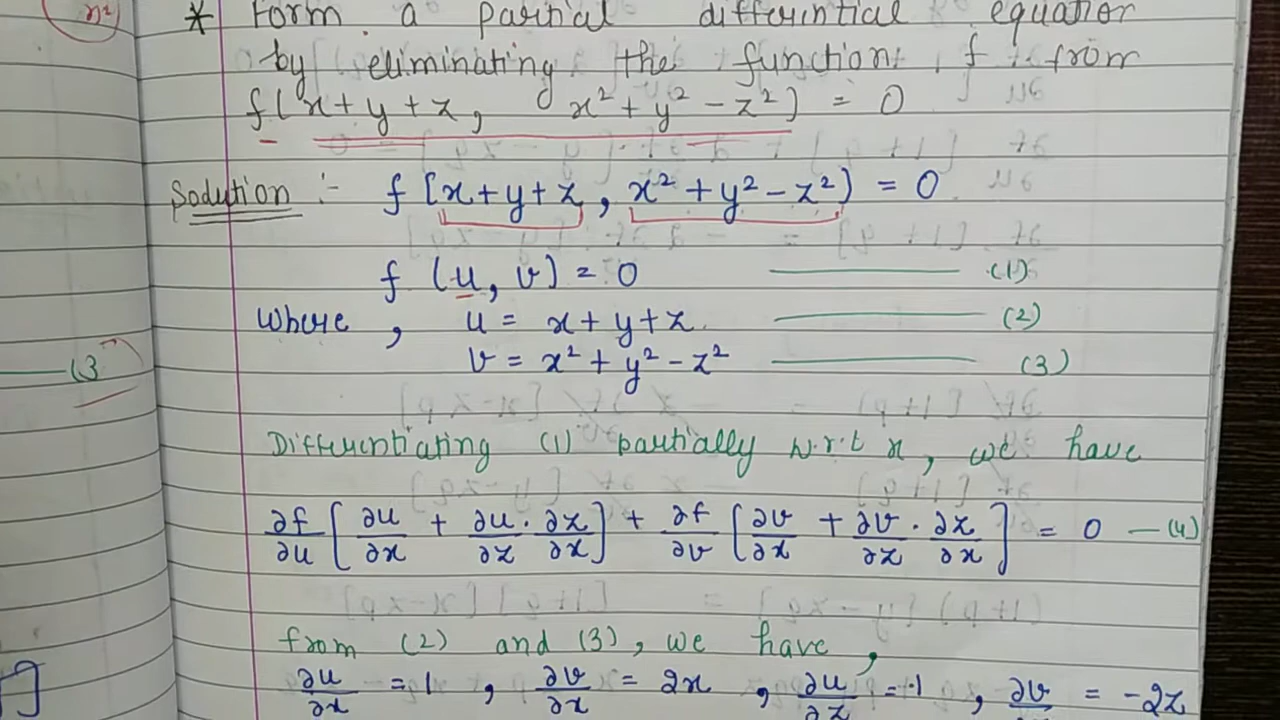 * Form a partial differential equation
by eliminating the function f from
f(x+y+z, x²+y²-z²) = 0
Solution :- f [x+y+z, x²+y²-z²) = 0
f (u, v) = 0 (1)
where, u = x+y+z (2)
v = x²+y²-z² (3)
(3
Differentiating (1) partially w.r.t x, we have
∂f/∂u [∂u/∂x + ∂u/∂z · ∂z/∂x] + ∂f/∂v [∂v/∂x + ∂v/∂z · ∂z/∂x] = 0 — (4)
from (2) and (3), we have,
∂u/∂x = 1, ∂v/∂x = 2x, ∂u/∂z = 1, ∂v = -2z